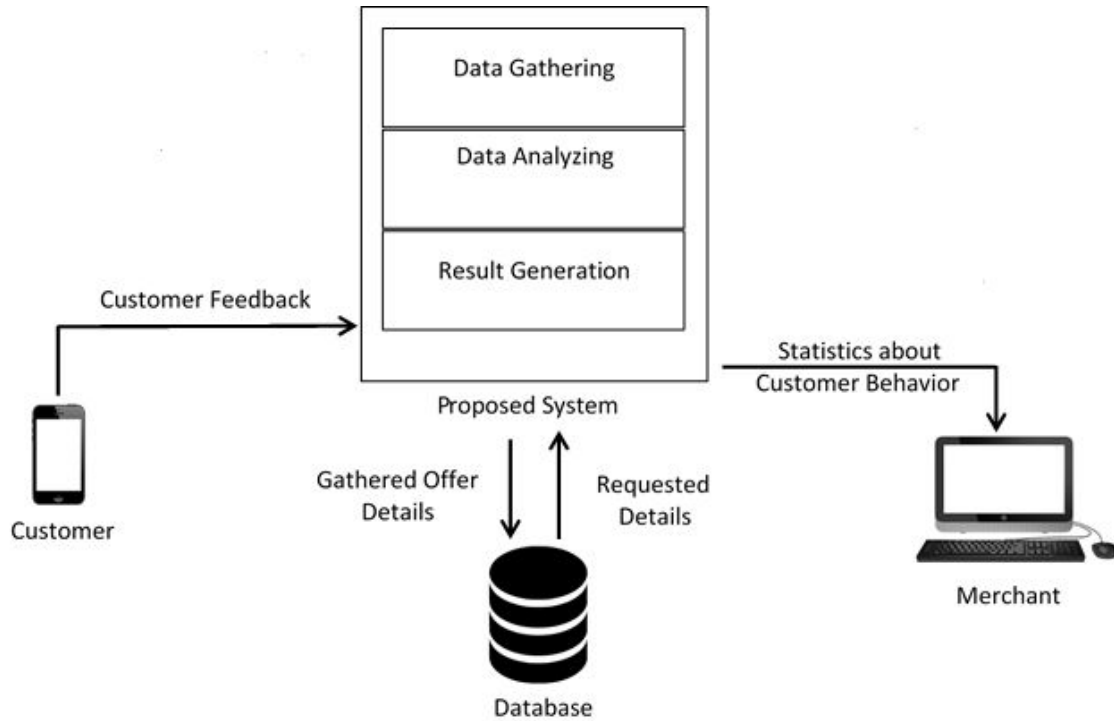 Data Gathering
Data Analyzing
Result Generation
Customer Feedback
Statistics about
Customer Behavior
Proposed System
Gathered Offer
Details
Requested
Details
Customer
Merchant
Database